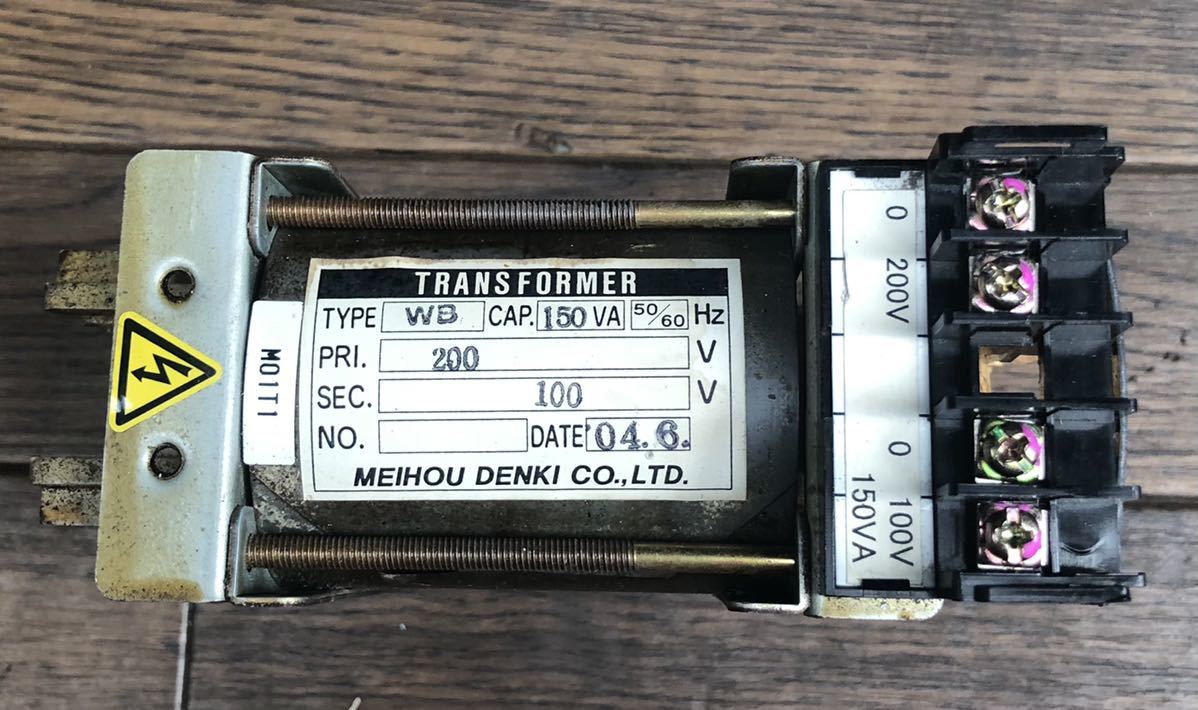 TRANSFORMER
TYPE WB CAP. 150 VA 50/60 Hz
PRI. 200 V
SEC. 100 V
NO. DATE 04.6.
MEIHOU DENKI CO.,LTD.
M01T1
0 200V
0 100V
150VA